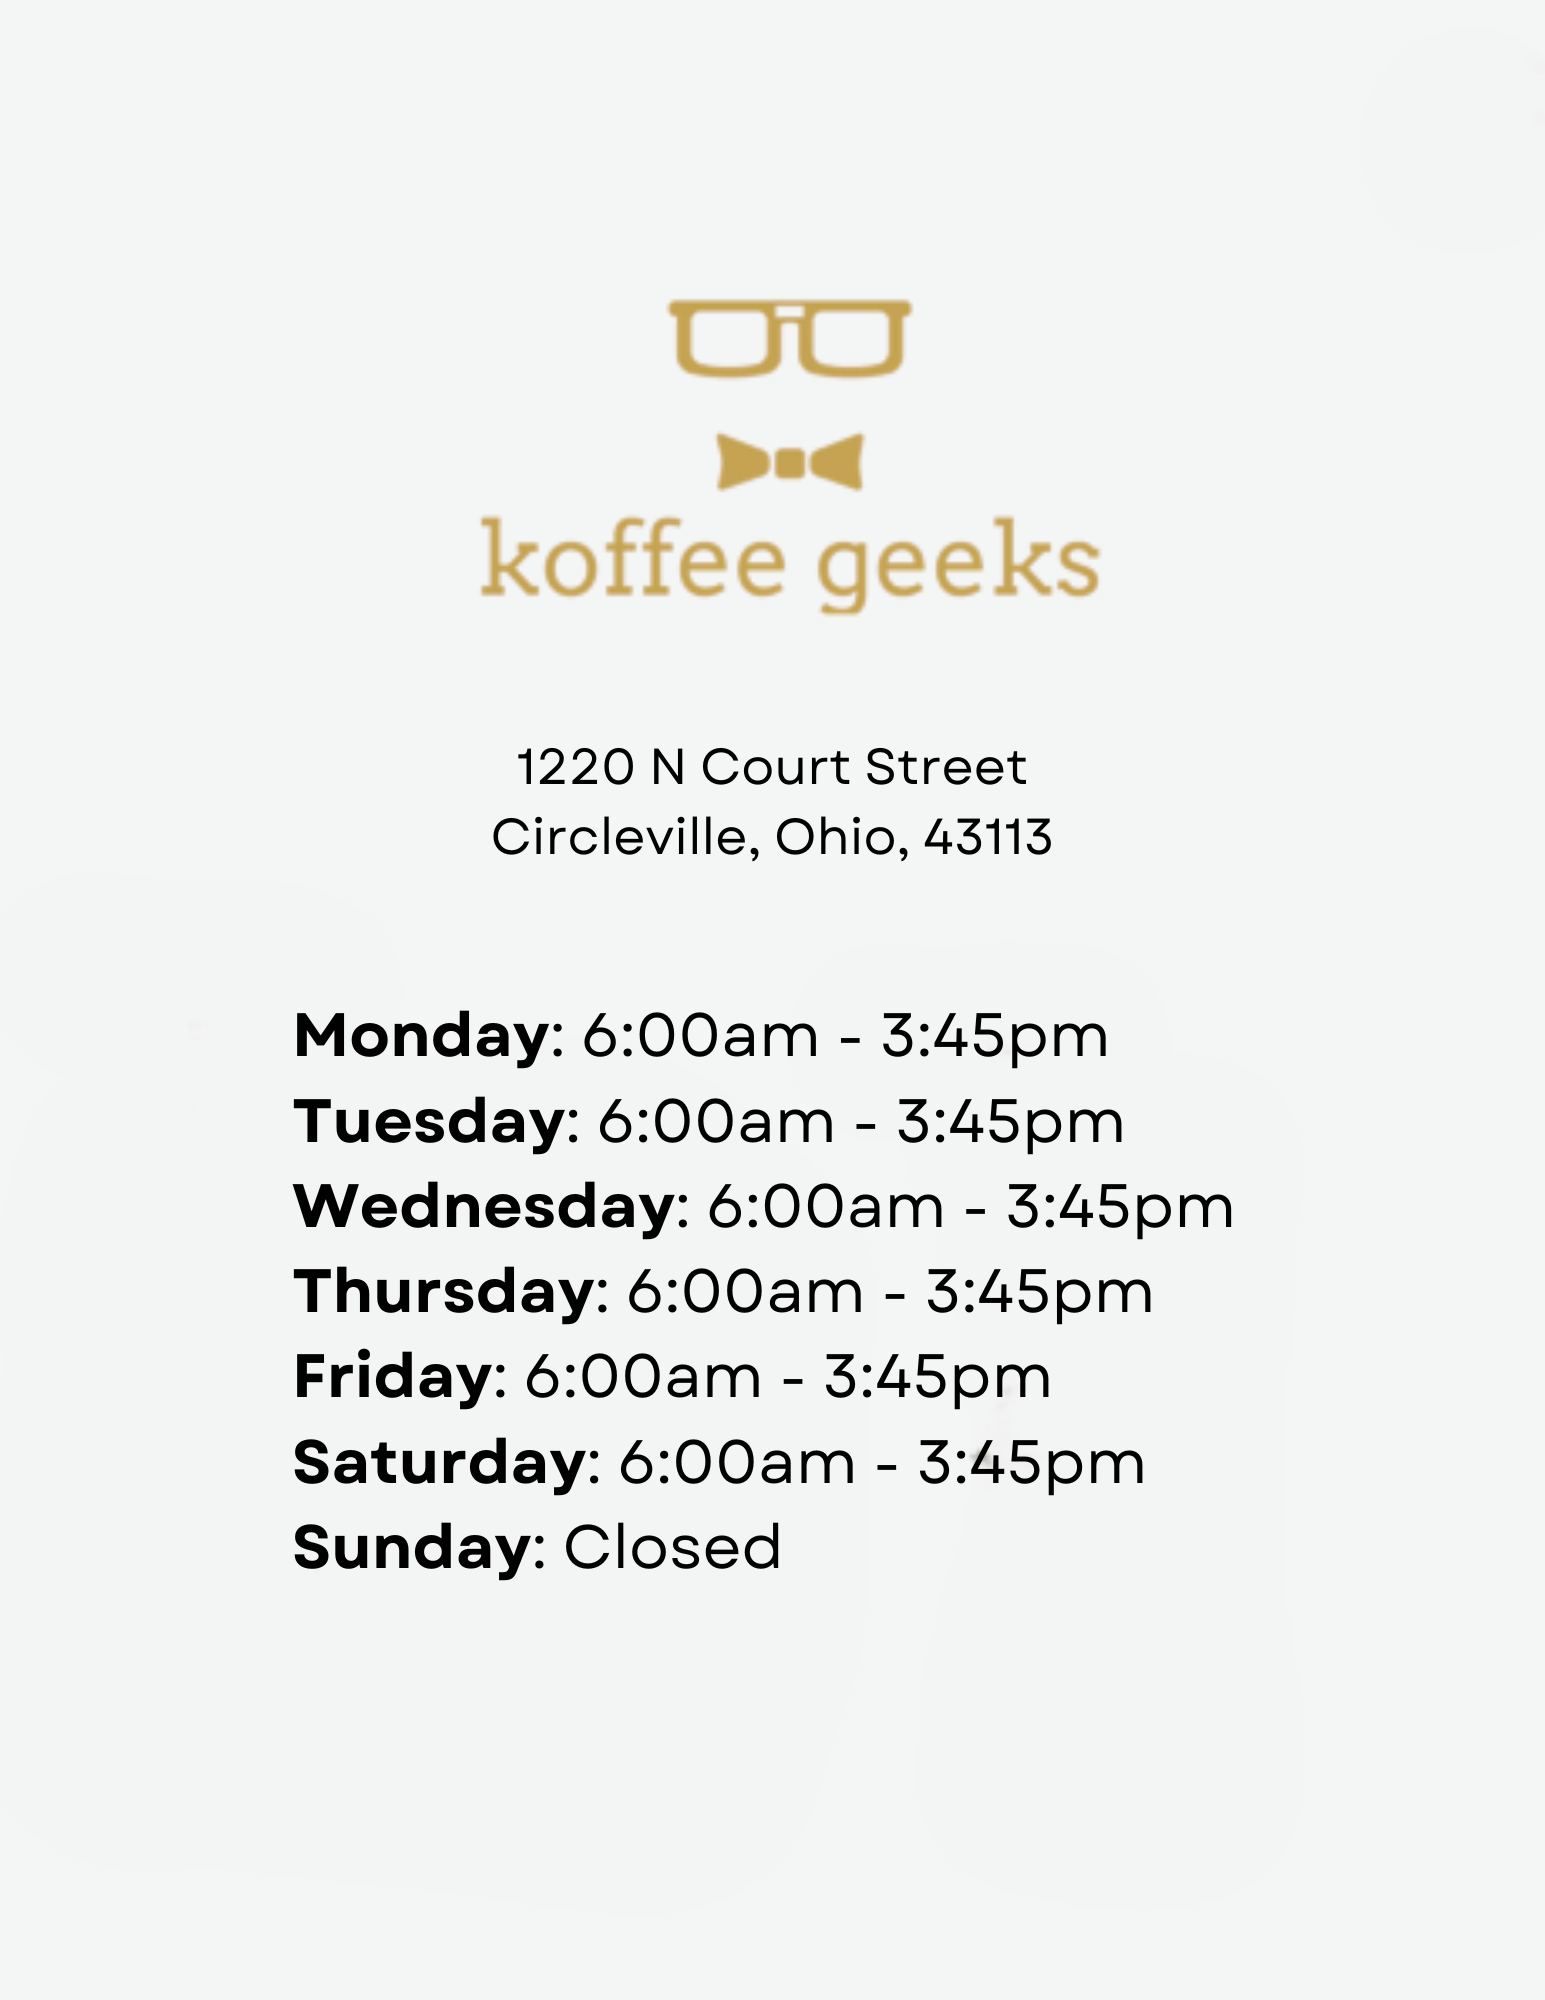 koffee geeks
1220 N Court Street
Circleville, Ohio, 43113
Monday: 6:00am - 3:45pm
Tuesday: 6:00am - 3:45pm
Wednesday: 6:00am - 3:45pm
Thursday: 6:00am - 3:45pm
Friday: 6:00am - 3:45pm
Saturday: 6:00am - 3:45pm
Sunday: Closed